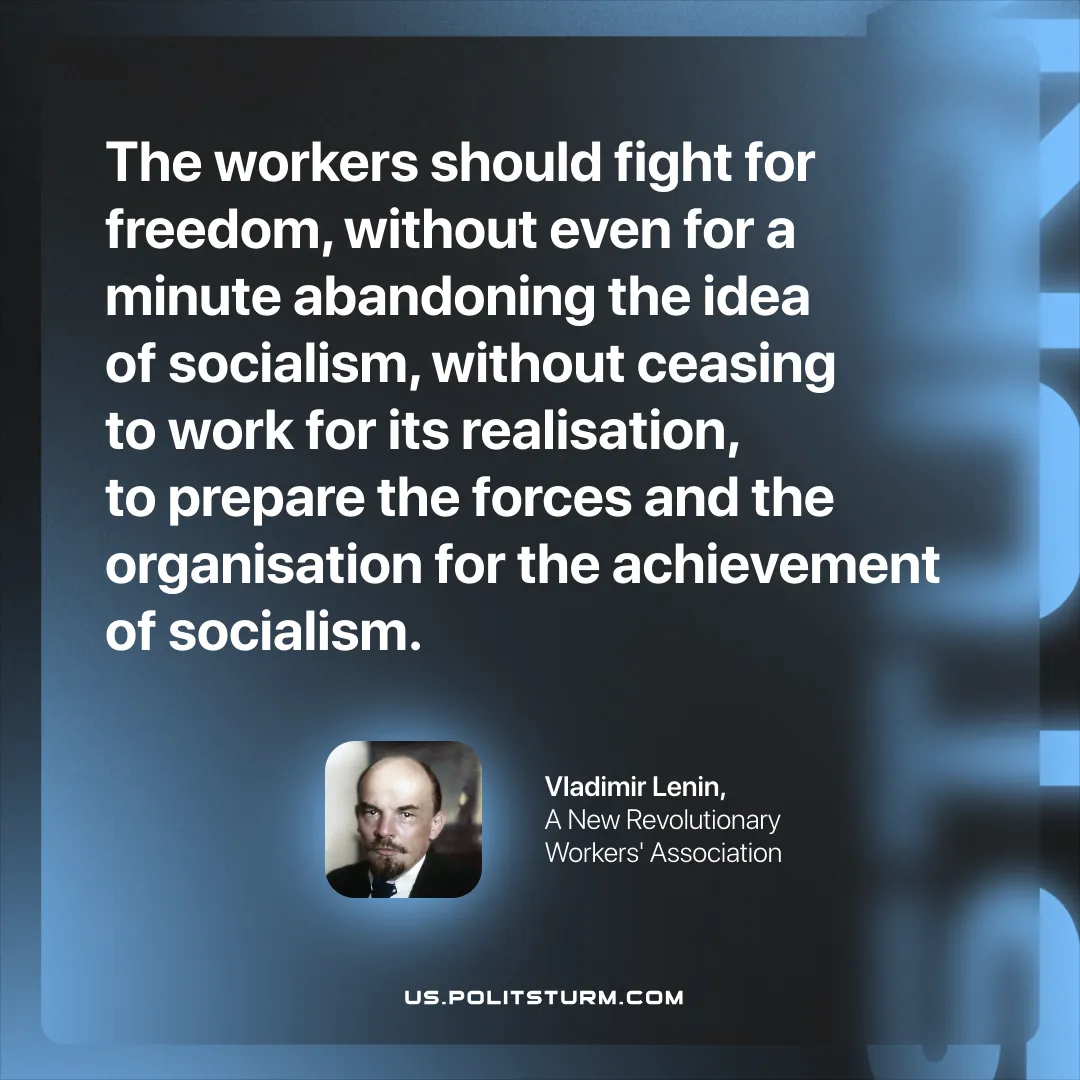 The workers should fight for
freedom, without even for a
minute abandoning the idea
of socialism, without ceasing
to work for its realisation,
to prepare the forces and the
organisation for the achievement
of socialism.
Vladimir Lenin,
A New Revolutionary
Workers' Association
US.POLITSTURM.COM